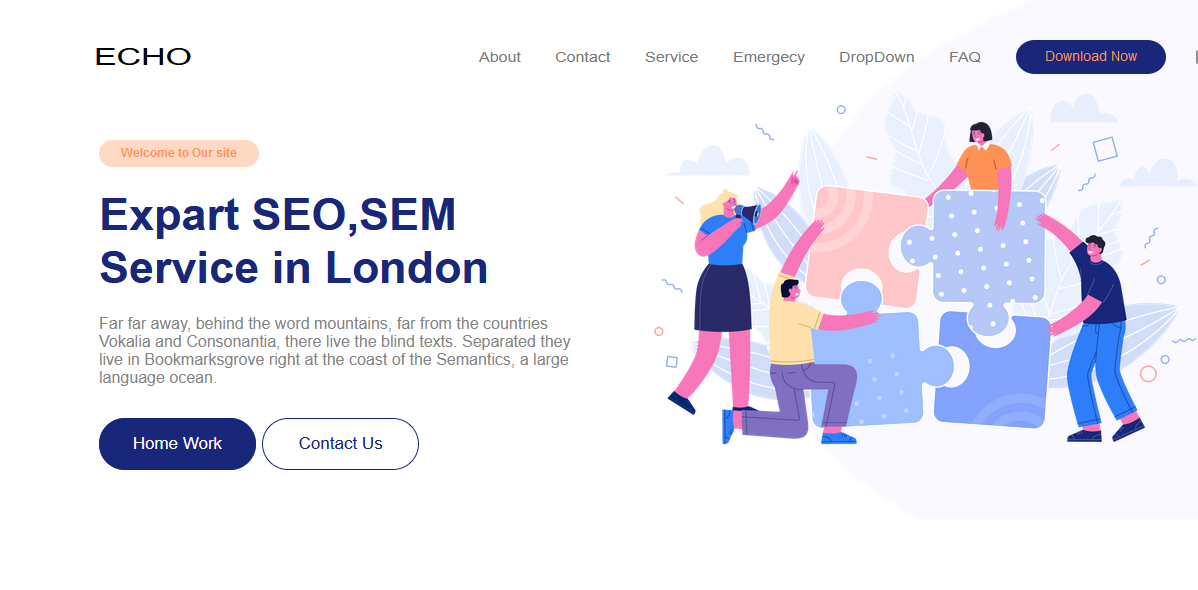 ECHO
About Contact Service Emergecy DropDown FAQ Download Now
Welcome to Our site
Expart SEO,SEM
Service in London
Far far away, behind the word mountains, far from the countries
Vokalia and Consonantia, there live the blind texts. Separated they
live in Bookmarksgrove right at the coast of the Semantics, a large
language ocean.
Home Work Contact Us